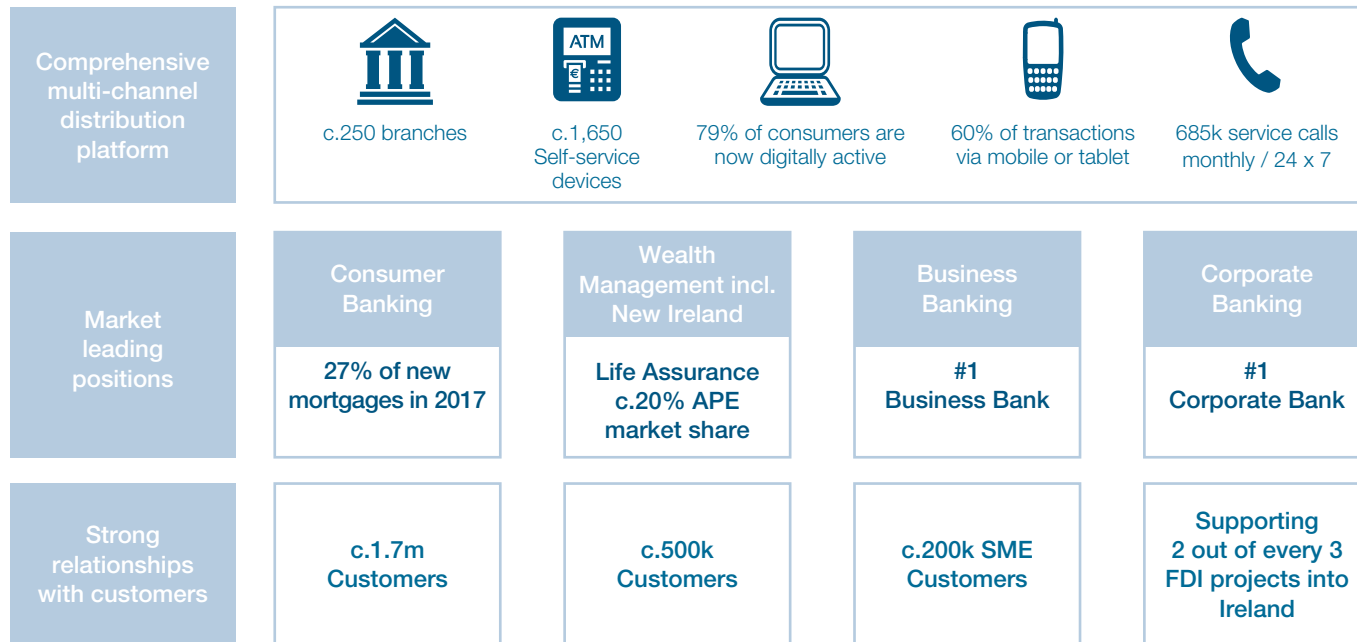 Comprehensive
multi-channel
distribution
platform
ATM
€
c.250 branches
c.1,650
Self-service
devices
79% of consumers are
now digitally active
60% of transactions
via mobile or tablet
685k service calls
monthly / 24 x 7
Market
leading
positions
Consumer
Banking
27% of new
mortgages in 2017
Wealth
Management incl.
New Ireland
Life Assurance
c.20% APE
market share
Business
Banking
#1
Business Bank
Corporate
Banking
#1
Corporate Bank
Strong
relationships
with customers
c.1.7m
Customers
c.500k
Customers
c.200k SME
Customers
Supporting
2 out of every 3
FDI projects into
Ireland